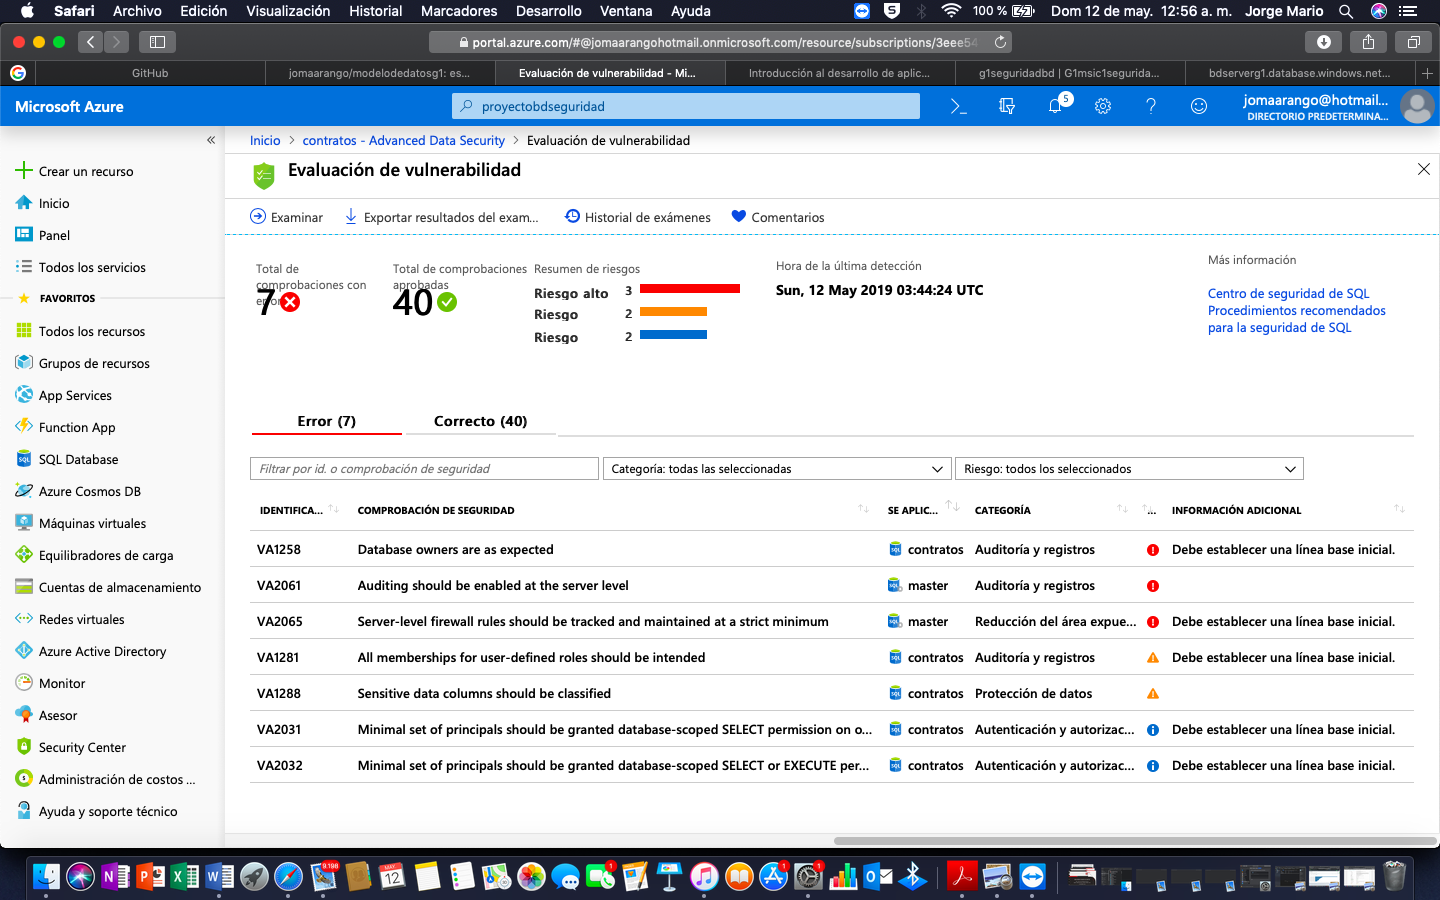 Safari Archivo Edición Visualización Historial Marcadores Desarrollo Ventana Ayuda 100 % Dom 12 de may. 12:56 a. m. Jorge Mario
portal.azure.com/#@jomaarangohotmail.onmicrosoft.com/resource/subscriptions/3eee54
GitHub
jomaarango/modelodedatosg1: es...
Evaluación de vulnerabilidad - Mi...
Introducción al desarrollo de aplic...
g1seguridadbd | G1msic1segurida...
bdserverg1.database.windows.net...
Microsoft Azure
proyectobdseguridad
5
jomaarango@hotmail...
DIRECTORIO PREDETERMINA...
Inicio > contratos - Advanced Data Security > Evaluación de vulnerabilidad
Evaluación de vulnerabilidad
Crear un recurso
Inicio
Panel
Todos los servicios
FAVORITOS
Todos los recursos
Grupos de recursos
App Services
Function App
SQL Database
Azure Cosmos DB
Máquinas virtuales
Equilibradores de carga
Cuentas de almacenamiento
Redes virtuales
Azure Active Directory
Monitor
Asesor
Security Center
Administración de costos ...
Ayuda y soporte técnico
Examinar
Exportar resultados del exam...
Historial de exámenes
Comentarios
Total de comprobaciones con error
7
Total de comprobaciones aprobadas
40
Resumen de riesgos
Riesgo alto 3
Riesgo 2
Riesgo 2
Hora de la última detección
Sun, 12 May 2019 03:44:24 UTC
Más información
Centro de seguridad de SQL
Procedimientos recomendados
para la seguridad de SQL
Error (7)
Correcto (40)
Filtrar por id. o comprobación de seguridad
Categoría: todas las seleccionadas
Riesgo: todos los seleccionados
IDENTIFICA... COMPROBACIÓN DE SEGURIDAD SE APLIC... CATEGORÍA ... INFORMACIÓN ADICIONAL
VA1258 Database owners are as expected contratos Auditoría y registros Debe establecer una línea base inicial.
VA2061 Auditing should be enabled at the server level master Auditoría y registros
VA2065 Server-level firewall rules should be tracked and maintained at a strict minimum master Reducción del área expue... Debe establecer una línea base inicial.
VA1281 All memberships for user-defined roles should be intended contratos Auditoría y registros Debe establecer una línea base inicial.
VA1288 Sensitive data columns should be classified contratos Protección de datos
VA2031 Minimal set of principals should be granted database-scoped SELECT permission on o... contratos Autenticación y autorizac... Debe establecer una línea base inicial.
VA2032 Minimal set of principals should be granted database-scoped SELECT or EXECUTE per... contratos Autenticación y autorizac... Debe establecer una línea base inicial.
9.198
MAY
12
1
1
1